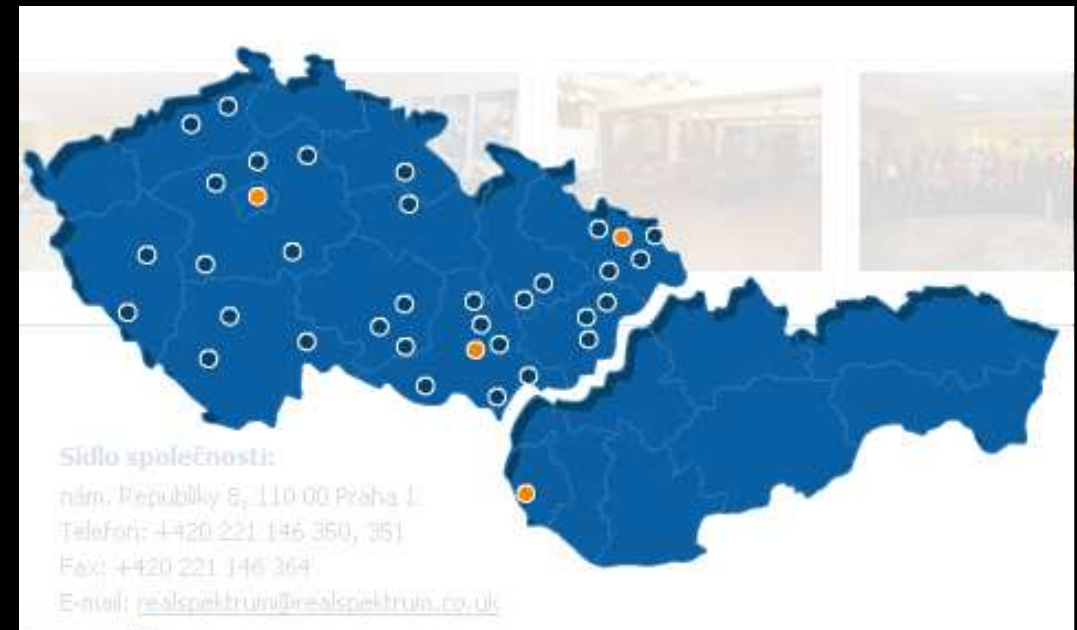 Sídlo společnosti:
nám. Republiky 8, 110 00 Praha 1
Telefon: +420 221 146 350, 351
Fax: +420 221 146 364
E-mail: realspektrum@realspektrum.co.uk